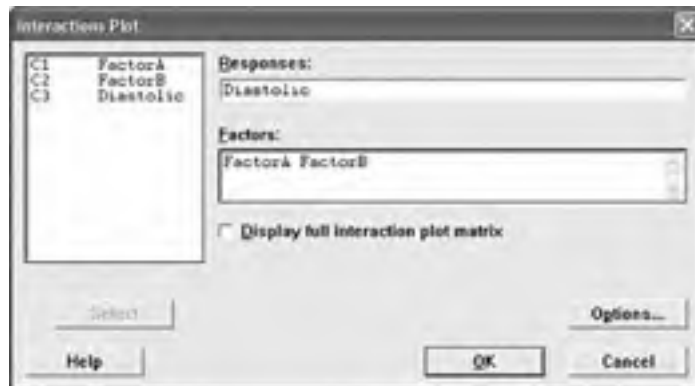 Interactions Plot
C1 FactorA
C2 FactorB
C3 Diastolic
Responses:
Diastolic
Factors:
FactorA FactorB
Display full interaction plot matrix
Select
Options...
Help
OK
Cancel